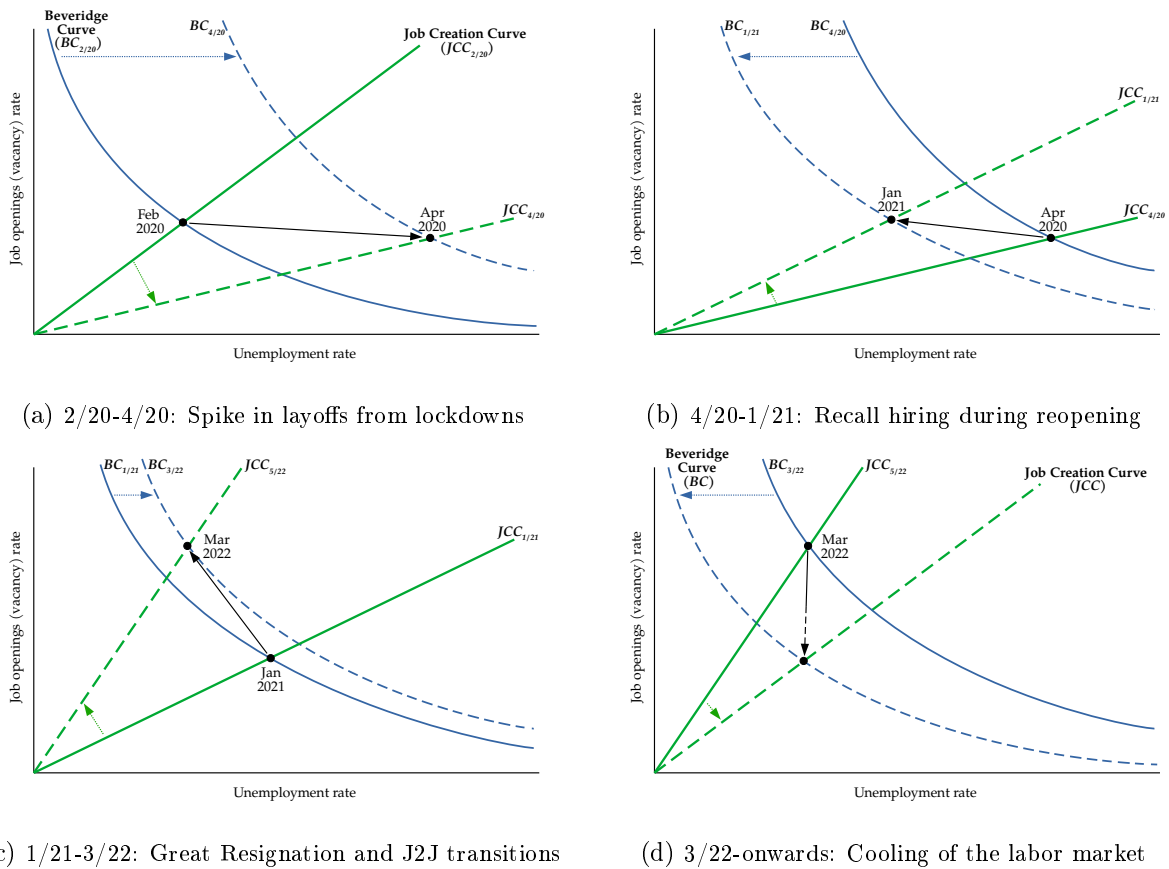 Beveridge
Curve
(BC2/20)
BC4/20
Job Creation Curve
(JCC2/20)
Feb
2020
Apr
2020
JCC4/20
Job openings (vacancy) rate
Unemployment rate
(a) 2/20-4/20: Spike in layoffs from lockdowns
BC1/21
BC4/20
JCC1/21
Jan
2021
Apr
2020
JCC4/20
Job openings (vacancy) rate
Unemployment rate
(b) 4/20-1/21: Recall hiring during reopening
BC1/21
BC3/22
JCC5/22
JCC1/21
Mar
2022
Jan
2021
Job openings (vacancy) rate
Unemployment rate
c) 1/21-3/22: Great Resignation and J2J transitions
Beveridge
Curve
(BC)
BC3/22
JCC5/22
Job Creation Curve
(JCC)
Mar
2022
Job openings (vacancy) rate
Unemployment rate
(d) 3/22-onwards: Cooling of the labor market